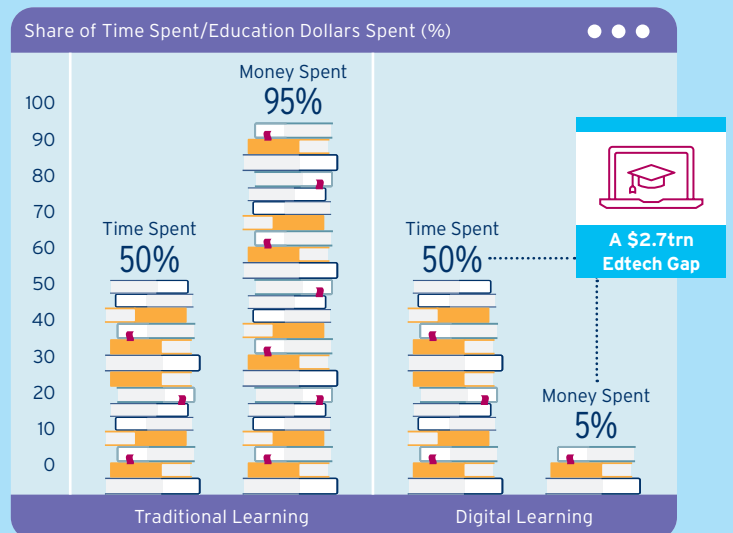 Share of Time Spent/Education Dollars Spent (%)
100
90
80
70
60
50
40
30
20
10
0
Time Spent
50%
Money Spent
95%
Time Spent
50%
Money Spent
5%
A $2.7trn
Edtech Gap
Traditional Learning
Digital Learning